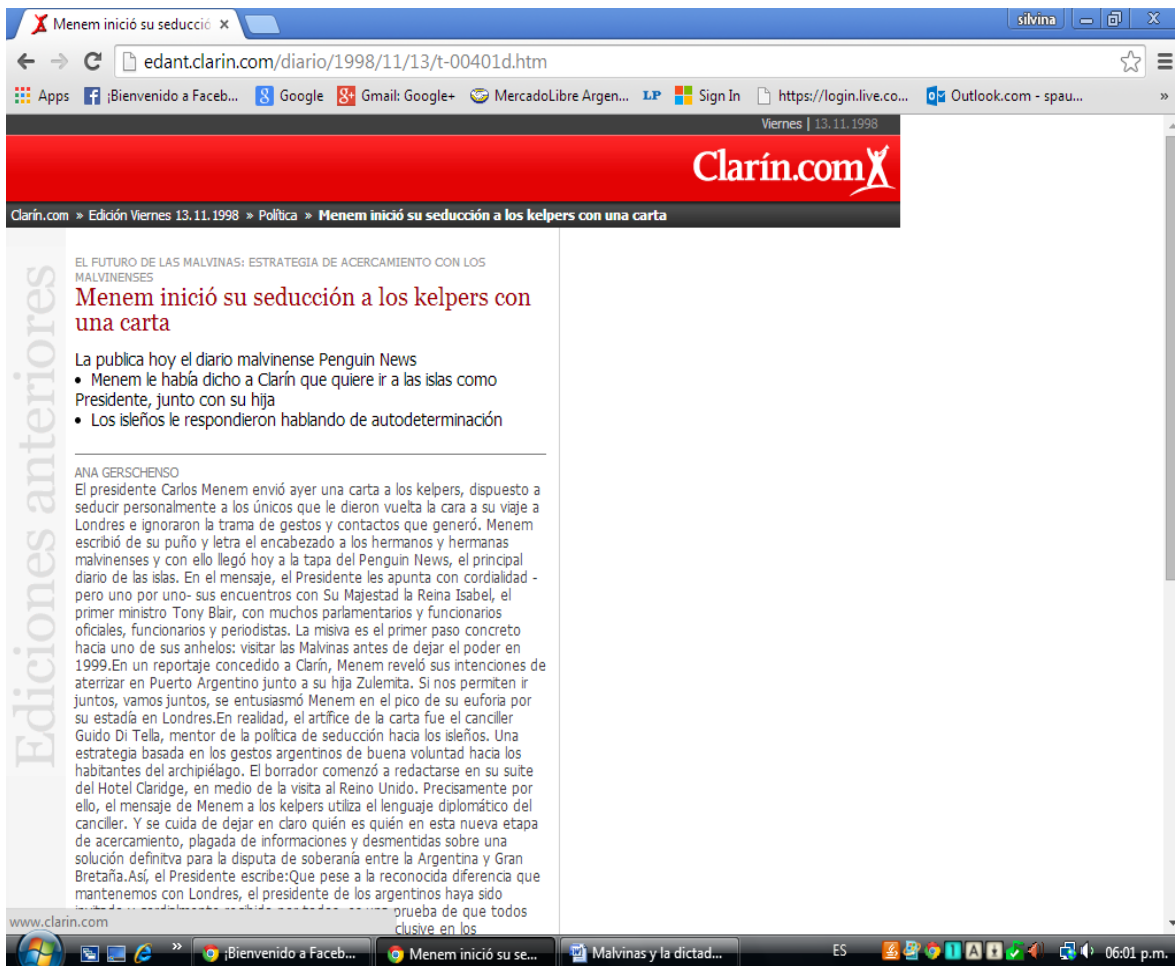 Menem inició su seducció
silvina
edant.clarin.com/diario/1998/11/13/t-00401d.htm
Apps ¡Bienvenido a Faceb... Google Gmail: Google+ MercadoLibre Argen... LP Sign In https://login.live.co... Outlook.com - spau... »
Viernes | 13.11.1998
Clarín.com
Clarín.com » Edición Viernes 13.11.1998 » Política » Menem inició su seducción a los kelpers con una carta
Ediciones anteriores
EL FUTURO DE LAS MALVINAS: ESTRATEGIA DE ACERCAMIENTO CON LOS
MALVINENSES
Menem inició su seducción a los kelpers con
una carta
La publica hoy el diario malvinense Penguin News
• Menem le había dicho a Clarín que quiere ir a las islas como
Presidente, junto con su hija
• Los isleños le respondieron hablando de autodeterminación
ANA GERSCHENSO
El presidente Carlos Menem envió ayer una carta a los kelpers, dispuesto a
seducir personalmente a los únicos que le dieron vuelta la cara a su viaje a
Londres e ignoraron la trama de gestos y contactos que generó. Menem
escribió de su puño y letra el encabezado a los hermanos y hermanas
malvinenses y con ello llegó hoy a la tapa del Penguin News, el principal
diario de las islas. En el mensaje, el Presidente les apunta con cordialidad -
pero uno por uno- sus encuentros con Su Majestad la Reina Isabel, el
primer ministro Tony Blair, con muchos parlamentarios y funcionarios
oficiales, funcionarios y periodistas. La misiva es el primer paso concreto
hacia uno de sus anhelos: visitar las Malvinas antes de dejar el poder en
1999.En un reportaje concedido a Clarín, Menem reveló sus intenciones de
aterrizar en Puerto Argentino junto a su hija Zulemita. Si nos permiten ir
juntos, vamos juntos, se entusiasmó Menem en el pico de su euforia por
su estadía en Londres.En realidad, el artífice de la carta fue el canciller
Guido Di Tella, mentor de la política de seducción hacia los isleños. Una
estrategia basada en los gestos argentinos de buena voluntad hacia los
habitantes del archipiélago. El borrador comenzó a redactarse en su suite
del Hotel Claridge, en medio de la visita al Reino Unido. Precisamente por
ello, el mensaje de Menem a los kelpers utiliza el lenguaje diplomático del
canciller. Y se cuida de dejar en claro quién es quién en esta nueva etapa
de acercamiento, plagada de informaciones y desmentidas sobre una
solución definitva para la disputa de soberanía entre la Argentina y Gran
Bretaña.Así, el Presidente escribe:Que pese a la reconocida diferencia que
mantenemos con Londres, el presidente de los argentinos haya sido
prueba de que todos
clusive en los
www.clarin.com
» ¡Bienvenido a Faceb... Menem inició su se... Malvinas y la dictad... ES 06:01 p.m.